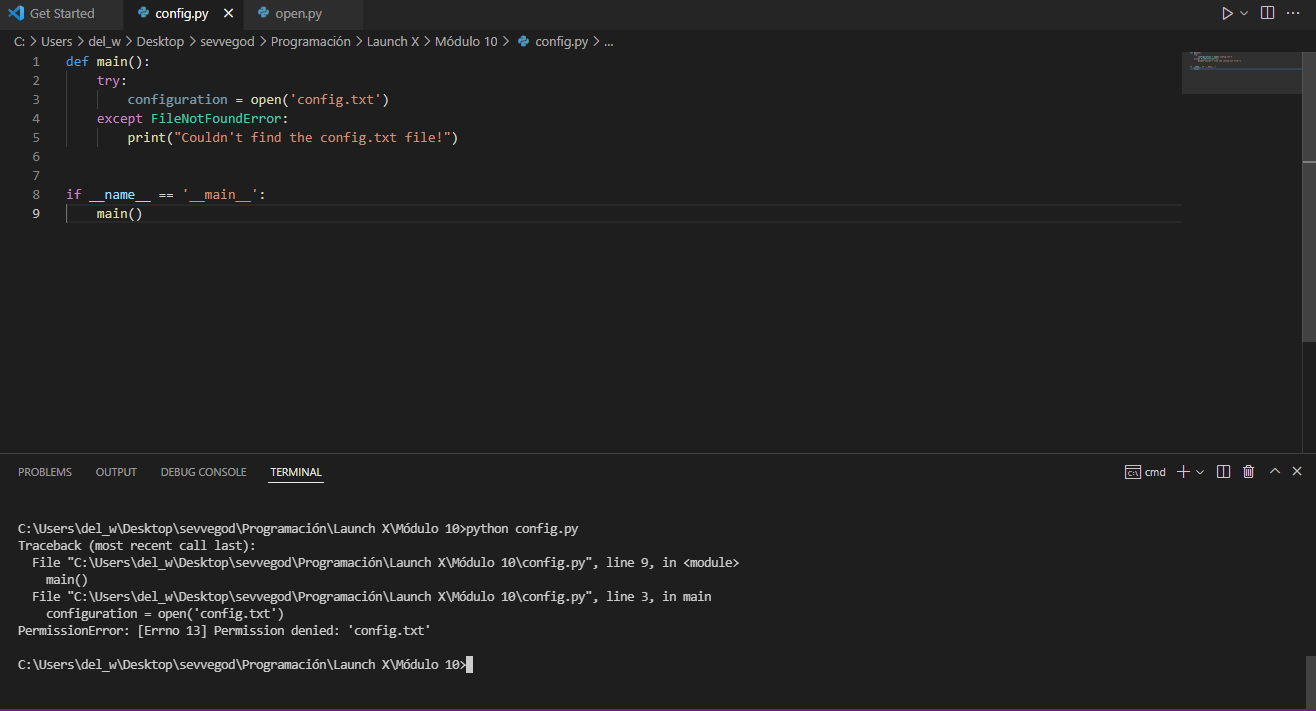 Get Started config.py open.py
C: > Users > del_w > Desktop > sevvegod > Programación > Launch X > Módulo 10 > config.py > ...
1 def main():
2     try:
3         configuration = open('config.txt')
4     except FileNotFoundError:
5         print("Couldn't find the config.txt file!")
6
7
8 if __name__ == '__main__':
9     main()
PROBLEMS OUTPUT DEBUG CONSOLE TERMINAL cmd
C:\Users\del_w\Desktop\sevvegod\Programación\Launch X\Módulo 10>python config.py
Traceback (most recent call last):
  File "C:\Users\del_w\Desktop\sevvegod\Programación\Launch X\Módulo 10\config.py", line 9, in <module>
    main()
  File "C:\Users\del_w\Desktop\sevvegod\Programación\Launch X\Módulo 10\config.py", line 3, in main
    configuration = open('config.txt')
PermissionError: [Errno 13] Permission denied: 'config.txt'
C:\Users\del_w\Desktop\sevvegod\Programación\Launch X\Módulo 10>